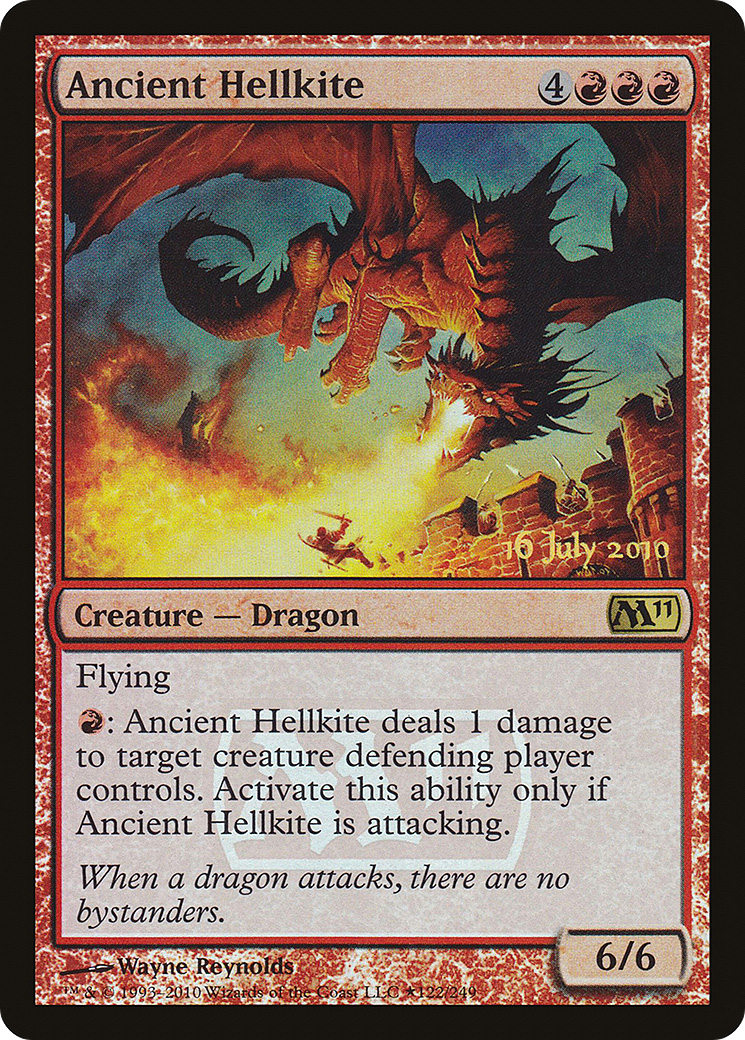 Ancient Hellkite 4
16 July 2010
Creature — Dragon M11
Flying
: Ancient Hellkite deals 1 damage
to target creature defending player
controls. Activate this ability only if
Ancient Hellkite is attacking.
When a dragon attacks, there are no
bystanders.
6/6
Wayne Reynolds
™ & © 1993–2010 Wizards of the Coast LLC ★122/249